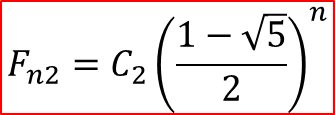 $F_{n2} = C_2 \left( \frac{1 - \sqrt{5}}{2} \right)^n$